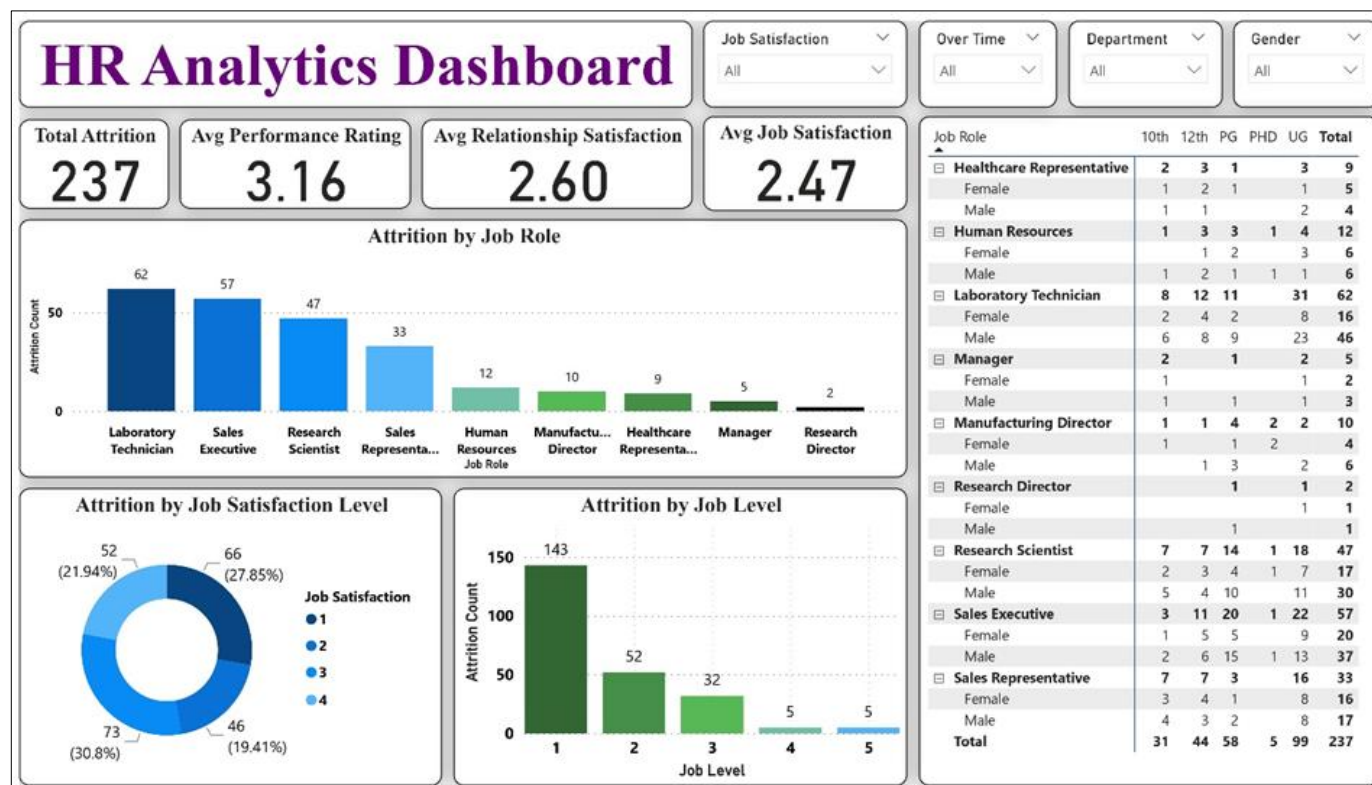 HR Analytics Dashboard
Job Satisfaction
All
Over Time
All
Department
All
Gender
All
Total Attrition
237
Avg Performance Rating
3.16
Avg Relationship Satisfaction
2.60
Avg Job Satisfaction
2.47
Attrition by Job Role
Attrition Count
50
0
62
57
47
33
12
10
9
5
2
Laboratory
Technician
Sales
Executive
Research
Scientist
Sales
Representa...
Human
Resources
Manufactu...
Director
Healthcare
Representa...
Manager
Research
Director
Job Role
Attrition by Job Satisfaction Level
52
(21.94%)
66
(27.85%)
73
(30.8%)
46
(19.41%)
Job Satisfaction
1
2
3
4
Attrition by Job Level
Attrition Count
150
100
50
0
143
52
32
5
5
1 2 3 4 5
Job Level
Job Role 10th 12th PG PHD UG Total
Healthcare Representative 2 3 1 3 9
Female 1 2 1 1 5
Male 1 1 2 4
Human Resources 1 3 3 1 4 12
Female 1 2 3 6
Male 1 2 1 1 1 6
Laboratory Technician 8 12 11 31 62
Female 2 4 2 8 16
Male 6 8 9 23 46
Manager 2 1 2 5
Female 1 1 2
Male 1 1 1 3
Manufacturing Director 1 1 4 2 2 10
Female 1 1 2 4
Male 1 3 2 6
Research Director 1 1 2
Female 1 1
Male 1 1
Research Scientist 7 7 14 1 18 47
Female 2 3 4 1 7 17
Male 5 4 10 11 30
Sales Executive 3 11 20 1 22 57
Female 1 5 5 9 20
Male 2 6 15 1 13 37
Sales Representative 7 7 3 16 33
Female 3 4 1 8 16
Male 4 3 2 8 17
Total 31 44 58 5 99 237